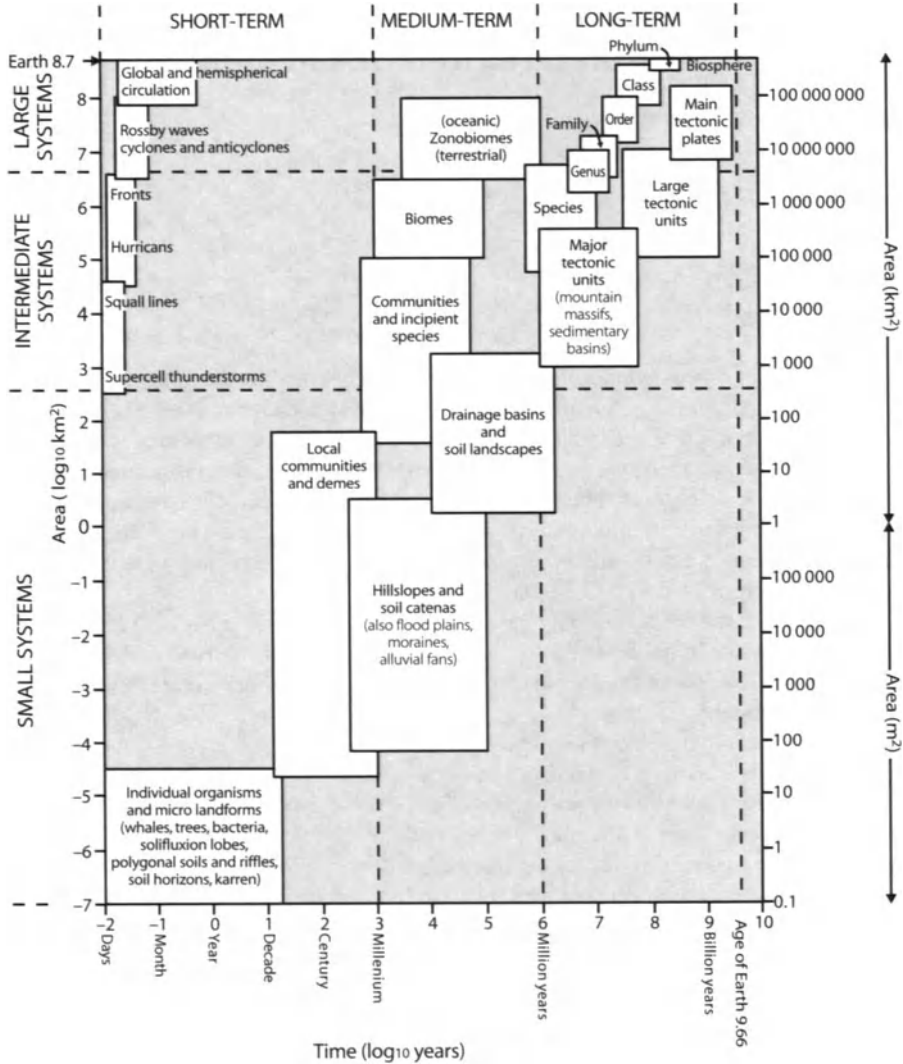 SHORT-TERM
MEDIUM-TERM
LONG-TERM
Earth 8.7
LARGE
SYSTEMS
INTERMEDIATE
SYSTEMS
SMALL SYSTEMS
Area ( log10 km2)
8
7
6
5
4
3
2
1
0
–1
–2
–3
–4
–5
–6
–7
Global and hemispherical
circulation
Rossby waves
cyclones and anticyclones
Fronts
Hurricans
Squall lines
Supercell thunderstorms
(oceanic)
Zonobiomes
(terrestrial)
Biomes
Communities
and incipient
species
Phylum
Biosphere
Class
Order
Family
Genus
Species
Main
tectonic
plates
Large
tectonic
units
Major
tectonic
units
(mountain
massifs,
sedimentary
basins)
Drainage basins
and
soil landscapes
Local
communities
and demes
Hillslopes and
soil catenas
(also flood plains,
moraines,
alluvial fans)
Individual organisms
and micro landforms
(whales, trees, bacteria,
solifluxion lobes,
polygonal soils and riffles,
soil horizons, karren)
100 000 000
10 000 000
1 000 000
100 000
10 000
1 000
100
10
1
100 000
10 000
1 000
100
10
1
0.1
Area (km2)
Area (m2)
–2 Days
–1 Month
0 Year
1 Decade
2 Century
3 Millenium
4
5
6 Million years
7
8
9 Billion years
Age of Earth 9.66
10
Time (log10 years)